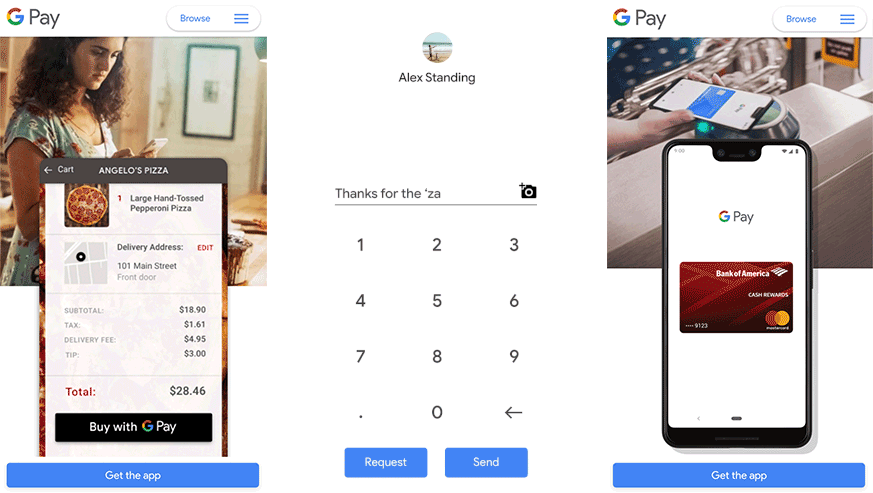 G Pay
Browse
Cart
ANGELO'S PIZZA
1 Large Hand-Tossed
Pepperoni Pizza
Delivery Address: EDIT
101 Main Street
Front door
SUBTOTAL: $18.90
TAX: $1.61
DELIVERY FEE: $4.95
TIP: $3.00
Total: $28.46
Buy with G Pay
Get the app
Alex Standing
Thanks for the ‘za
1 2 3
4 5 6
7 8 9
. 0
Request Send
G Pay
Browse
G Pay
9:00
G Pay
Bank of America
CASH REWARDS
•••• 9123
mastercard
Get the app